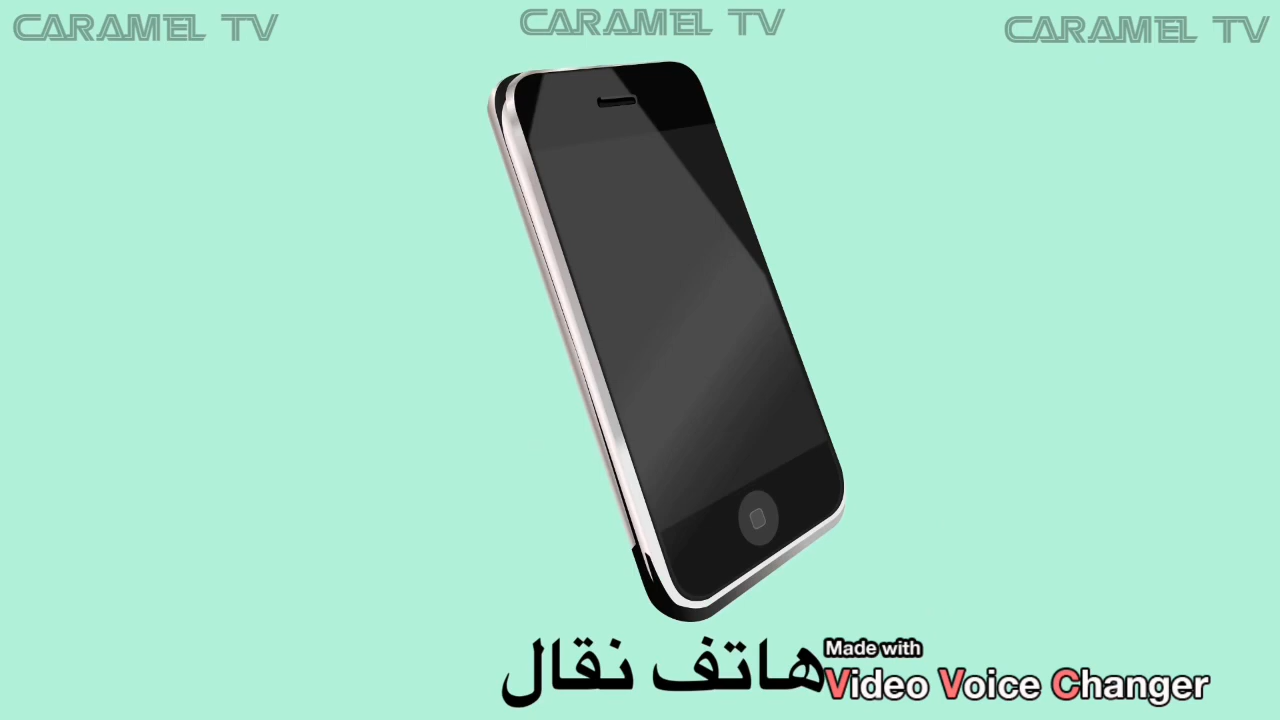 CARAMEL TV
CARAMEL TV
CARAMEL TV
هاتف نقال
Made with
Video Voice Changer